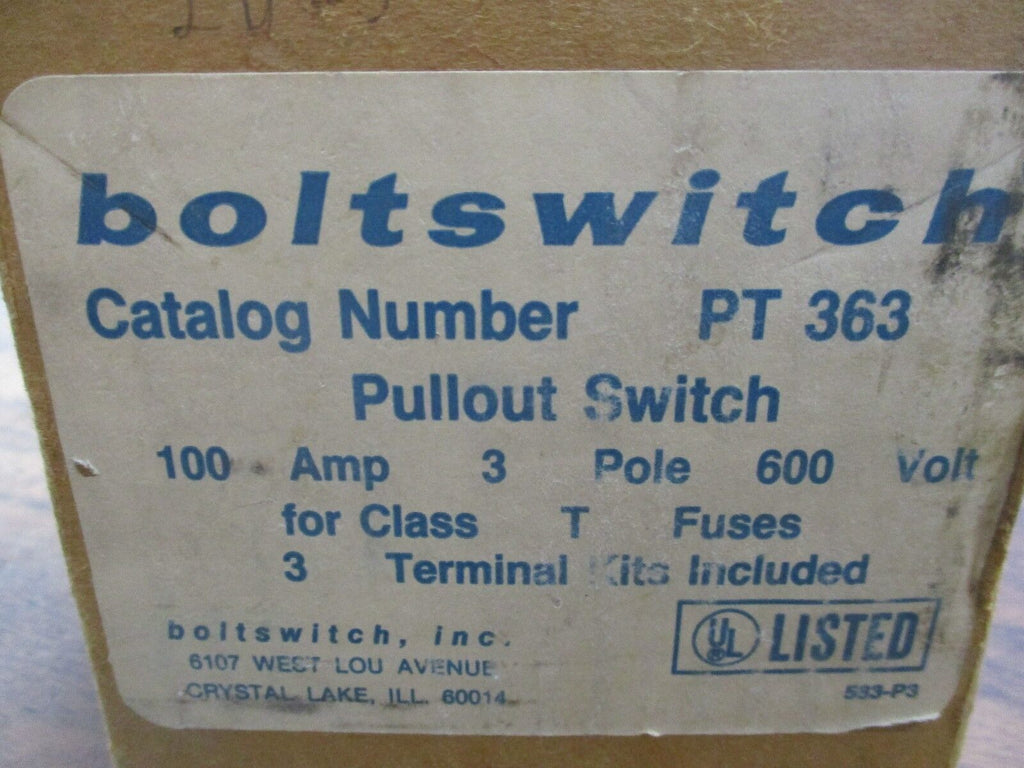 boltswitch
Catalog Number PT 363
Pullout Switch
100 Amp 3 Pole 600 Volt
for Class T Fuses
3 Terminal Kits Included
boltswitch, inc.
6107 WEST LOU AVENUE
CRYSTAL LAKE, ILL. 60014
UL® LISTED
533-P3